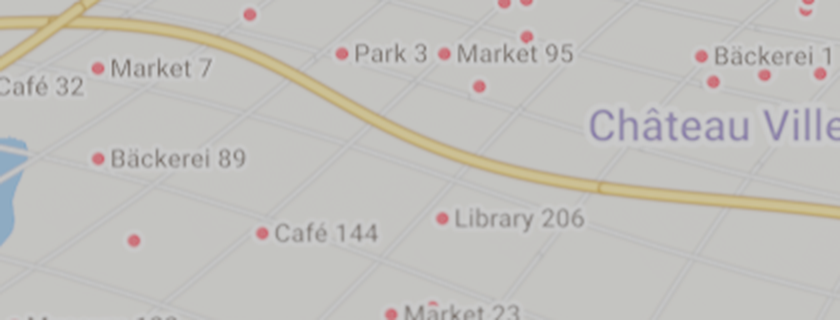 Park 3
Market 95
Bäckerei 1
Market 7
Café 32
Château Ville
Bäckerei 89
Library 206
Café 144
Market 23